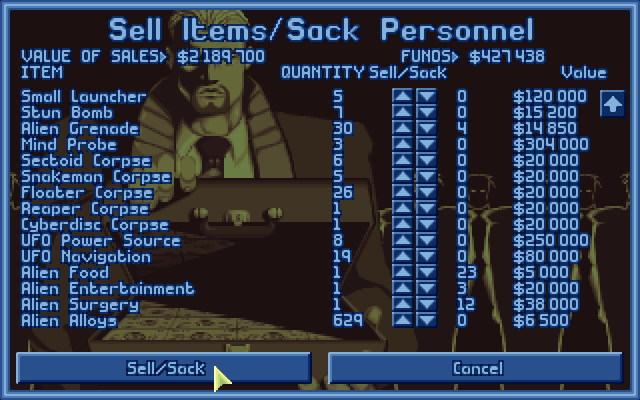 Sell Items/Sack Personnel
VALUE OF SALES> $2 189 700 FUNDS> $427 438
ITEM QUANTITY Sell/Sack Value
Small Launcher 5 0 $120 000
Stun Bomb 7 0 $15 200
Alien Grenade 30 4 $14 850
Mind Probe 3 0 $304 000
Sectoid Corpse 6 0 $20 000
Snakeman Corpse 5 0 $20 000
Floater Corpse 26 0 $20 000
Reaper Corpse 1 0 $20 000
Cyberdisc Corpse 1 0 $20 000
UFO Power Source 8 0 $250 000
UFO Navigation 19 0 $80 000
Alien Food 1 23 $5 000
Alien Entertainment 1 3 $20 000
Alien Surgery 1 12 $38 000
Alien Alloys 629 0 $6 500
Sell/Sack Cancel